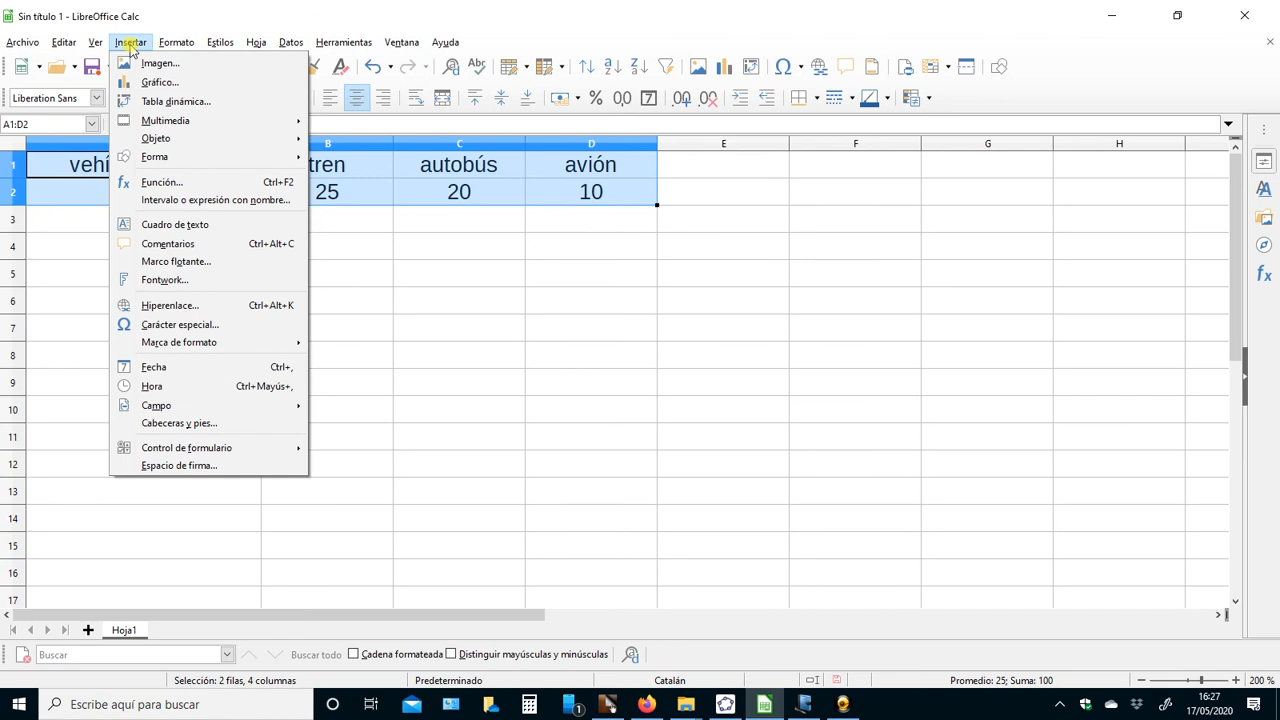 Sin título 1 - LibreOffice Calc
Archivo Editar Ver Insertar Formato Estilos Hoja Datos Herramientas Ventana Ayuda
Imagen...
Gráfico...
Tabla dinámica...
Multimedia
Objeto
Forma
Función... Ctrl+F2
Intervalo o expresión con nombre...
Cuadro de texto
Comentarios Ctrl+Alt+C
Marco flotante...
Fontwork...
Hiperenlace... Ctrl+Alt+K
Carácter especial...
Marca de formato
Fecha Ctrl+,
Hora Ctrl+Mayús+,
Campo
Cabeceras y pies...
Control de formulario
Espacio de firma...
Liberation Sans
A1:D2
B C D E F G H
1 tren autobús avión
2 25 20 10
3
4
5
6
7
8
9
10
11
12
13
14
15
16
17
Hoja1
Buscar Buscar todo Cadena formateada Distinguir mayúsculas y minúsculas
Selección: 2 filas, 4 columnas Predeterminado Catalán Promedio: 25; Suma: 100 200 %
Escribe aquí para buscar
16:27
17/05/2020